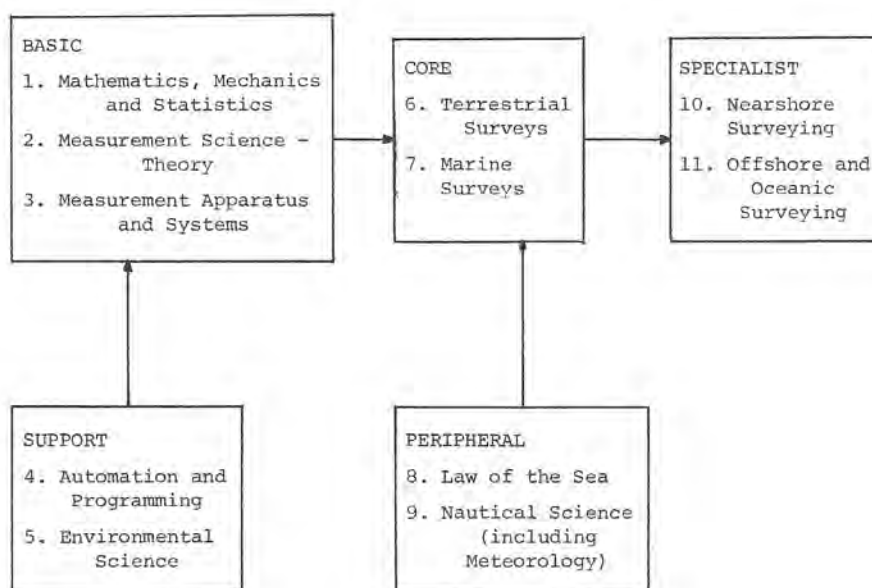 BASIC
1. Mathematics, Mechanics
and Statistics
2. Measurement Science -
Theory
3. Measurement Apparatus
and Systems
CORE
6. Terrestrial
Surveys
7. Marine
Surveys
SPECIALIST
10. Nearshore
Surveying
11. Offshore and
Oceanic
Surveying
SUPPORT
4. Automation and
Programming
5. Environmental
Science
PERIPHERAL
8. Law of the Sea
9. Nautical Science
(including
Meteorology)